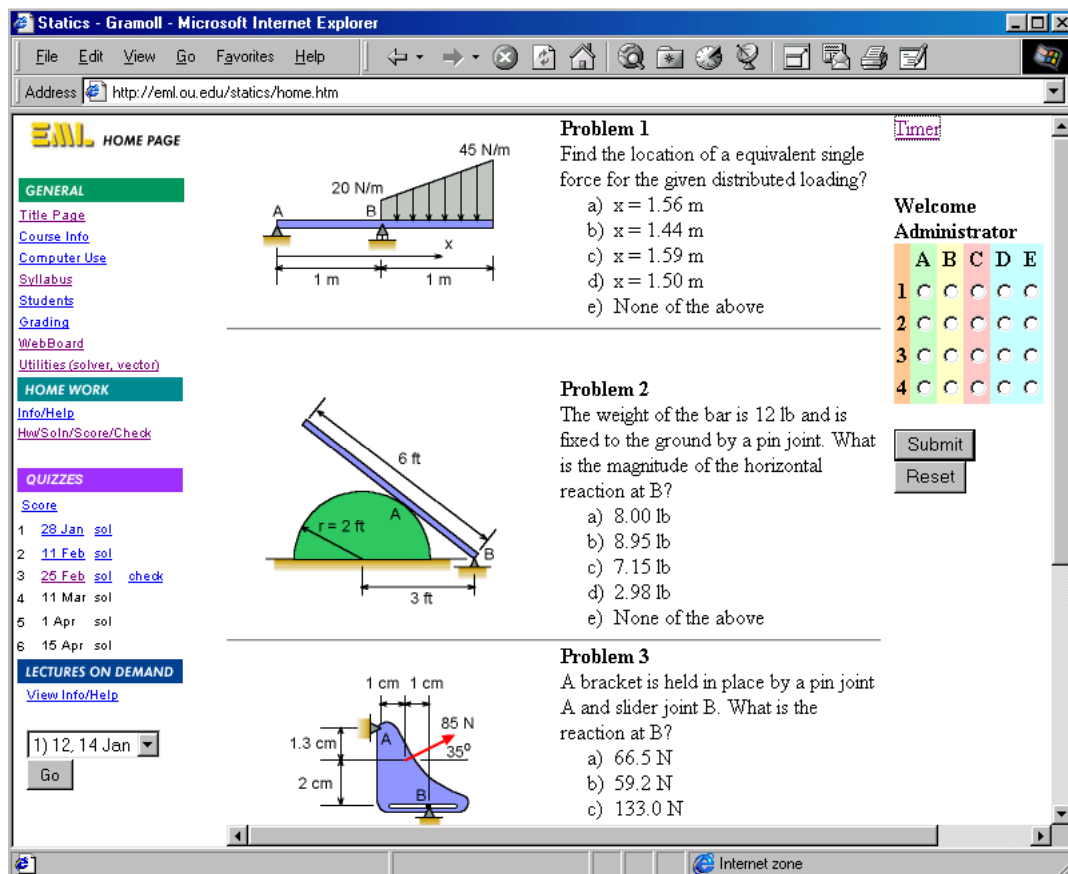 Statics - Gramoll - Microsoft Internet Explorer
File Edit View Go Favorites Help
Address http://eml.ou.edu/statics/home.htm
EML HOME PAGE
GENERAL
Title Page
Course Info
Computer Use
Syllabus
Students
Grading
WebBoard
Utilities (solver, vector)
HOME WORK
Info/Help
Hw/Soln/Score/Check
QUIZZES
Score
1 28 Jan sol
2 11 Feb sol
3 25 Feb sol check
4 11 Mar sol
5 1 Apr sol
6 15 Apr sol
LECTURES ON DEMAND
View Info/Help
1) 12, 14 Jan
Go
45 N/m
20 N/m
A B
x
1 m 1 m
Problem 1
Find the location of a equivalent single
force for the given distributed loading?
a) x = 1.56 m
b) x = 1.44 m
c) x = 1.59 m
d) x = 1.50 m
e) None of the above
6 ft
A
r = 2 ft
B
3 ft
Problem 2
The weight of the bar is 12 lb and is
fixed to the ground by a pin joint. What
is the magnitude of the horizontal
reaction at B?
a) 8.00 lb
b) 8.95 lb
c) 7.15 lb
d) 2.98 lb
e) None of the above
1 cm 1 cm
85 N
A
1.3 cm
35º
2 cm
B
Problem 3
A bracket is held in place by a pin joint
A and slider joint B. What is the
reaction at B?
a) 66.5 N
b) 59.2 N
c) 133.0 N
Timer
Welcome
Administrator
A B C D E
1
2
3
4
Submit
Reset
Internet zone